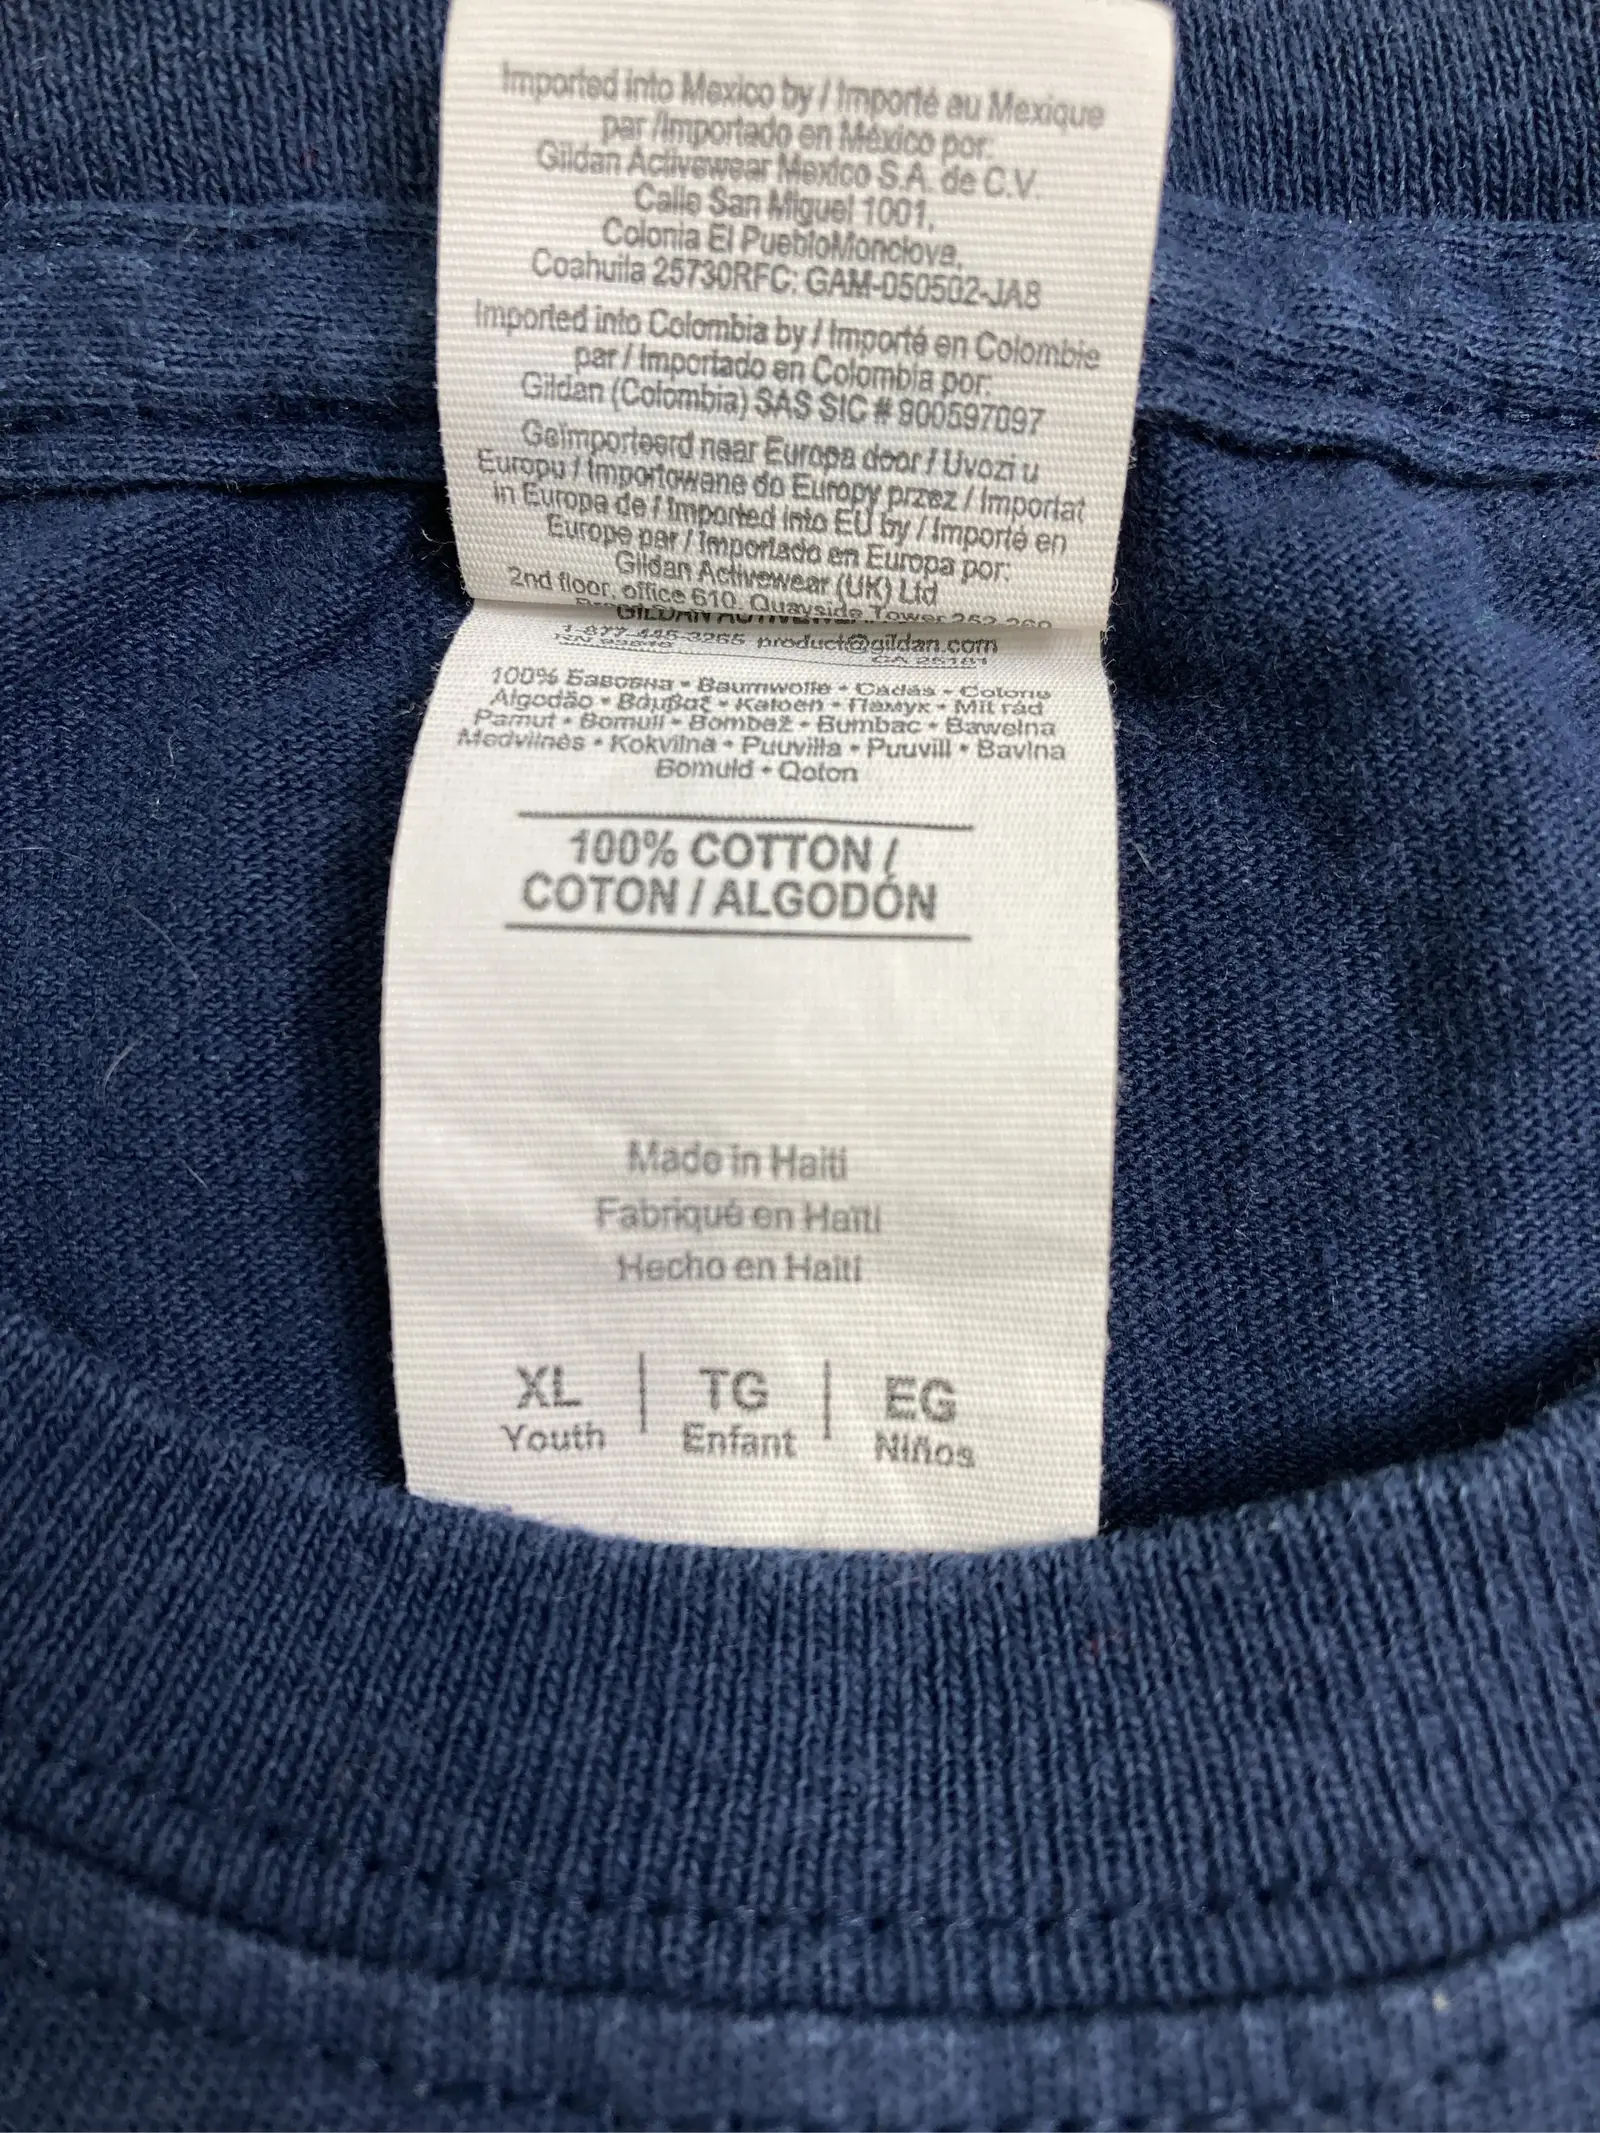 Imported into Mexico by / Importé au Mexique
par /Importado en México por:
Gildan Activewear Mexico S.A. de C.V.
Calle San Miguel 1001,
Colonia El PuebloMonclova,
Coahuila 25730RFC: GAM-050502-JA8
Imported into Colombia by / Importé en Colombie
par / Importado en Colombia por:
Gildan (Colombia) SAS SIC # 900597097
Geïmporteerd naar Europa door / Uvozi u
Europu / Importowane do Europy przez / Importat
in Europa de / Imported into EU by / Importé en
Europe par / Importado en Europa por:
Gildan Activewear (UK) Ltd
2nd floor, office 610, Quayside Tower 252-260
GILDAN
1-877-445-3265 product@gildan.com
CA 25181
100% Бавовна • Baumwolle • Cadás • Cotone
Algodão • Βάμβαξ • Katoen • Памук • Mit rád
Pamut • Bomull • Bombaž • Bumbac • Bawełna
Medvilnės • Kokvilna • Puuvilla • Puuvill • Bavlna
Bomuld • Qoton
100% COTTON /
COTON / ALGODÓN
Made in Haiti
Fabriqué en Haïti
Hecho en Haití
XL | TG | EG
Youth Enfant Niños